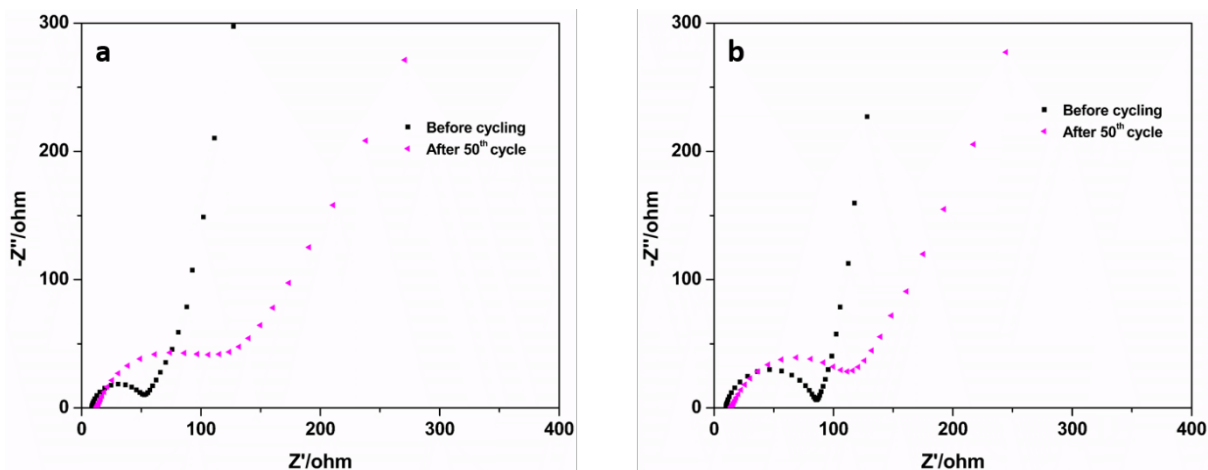 a
300
200
100
0
-Z"/ohm
Before cycling
After 50th cycle
0 100 200 300 400
Z'/ohm
b
300
200
100
0
-Z"/ohm
Before cycling
After 50th cycle
0 100 200 300 400
Z'/ohm